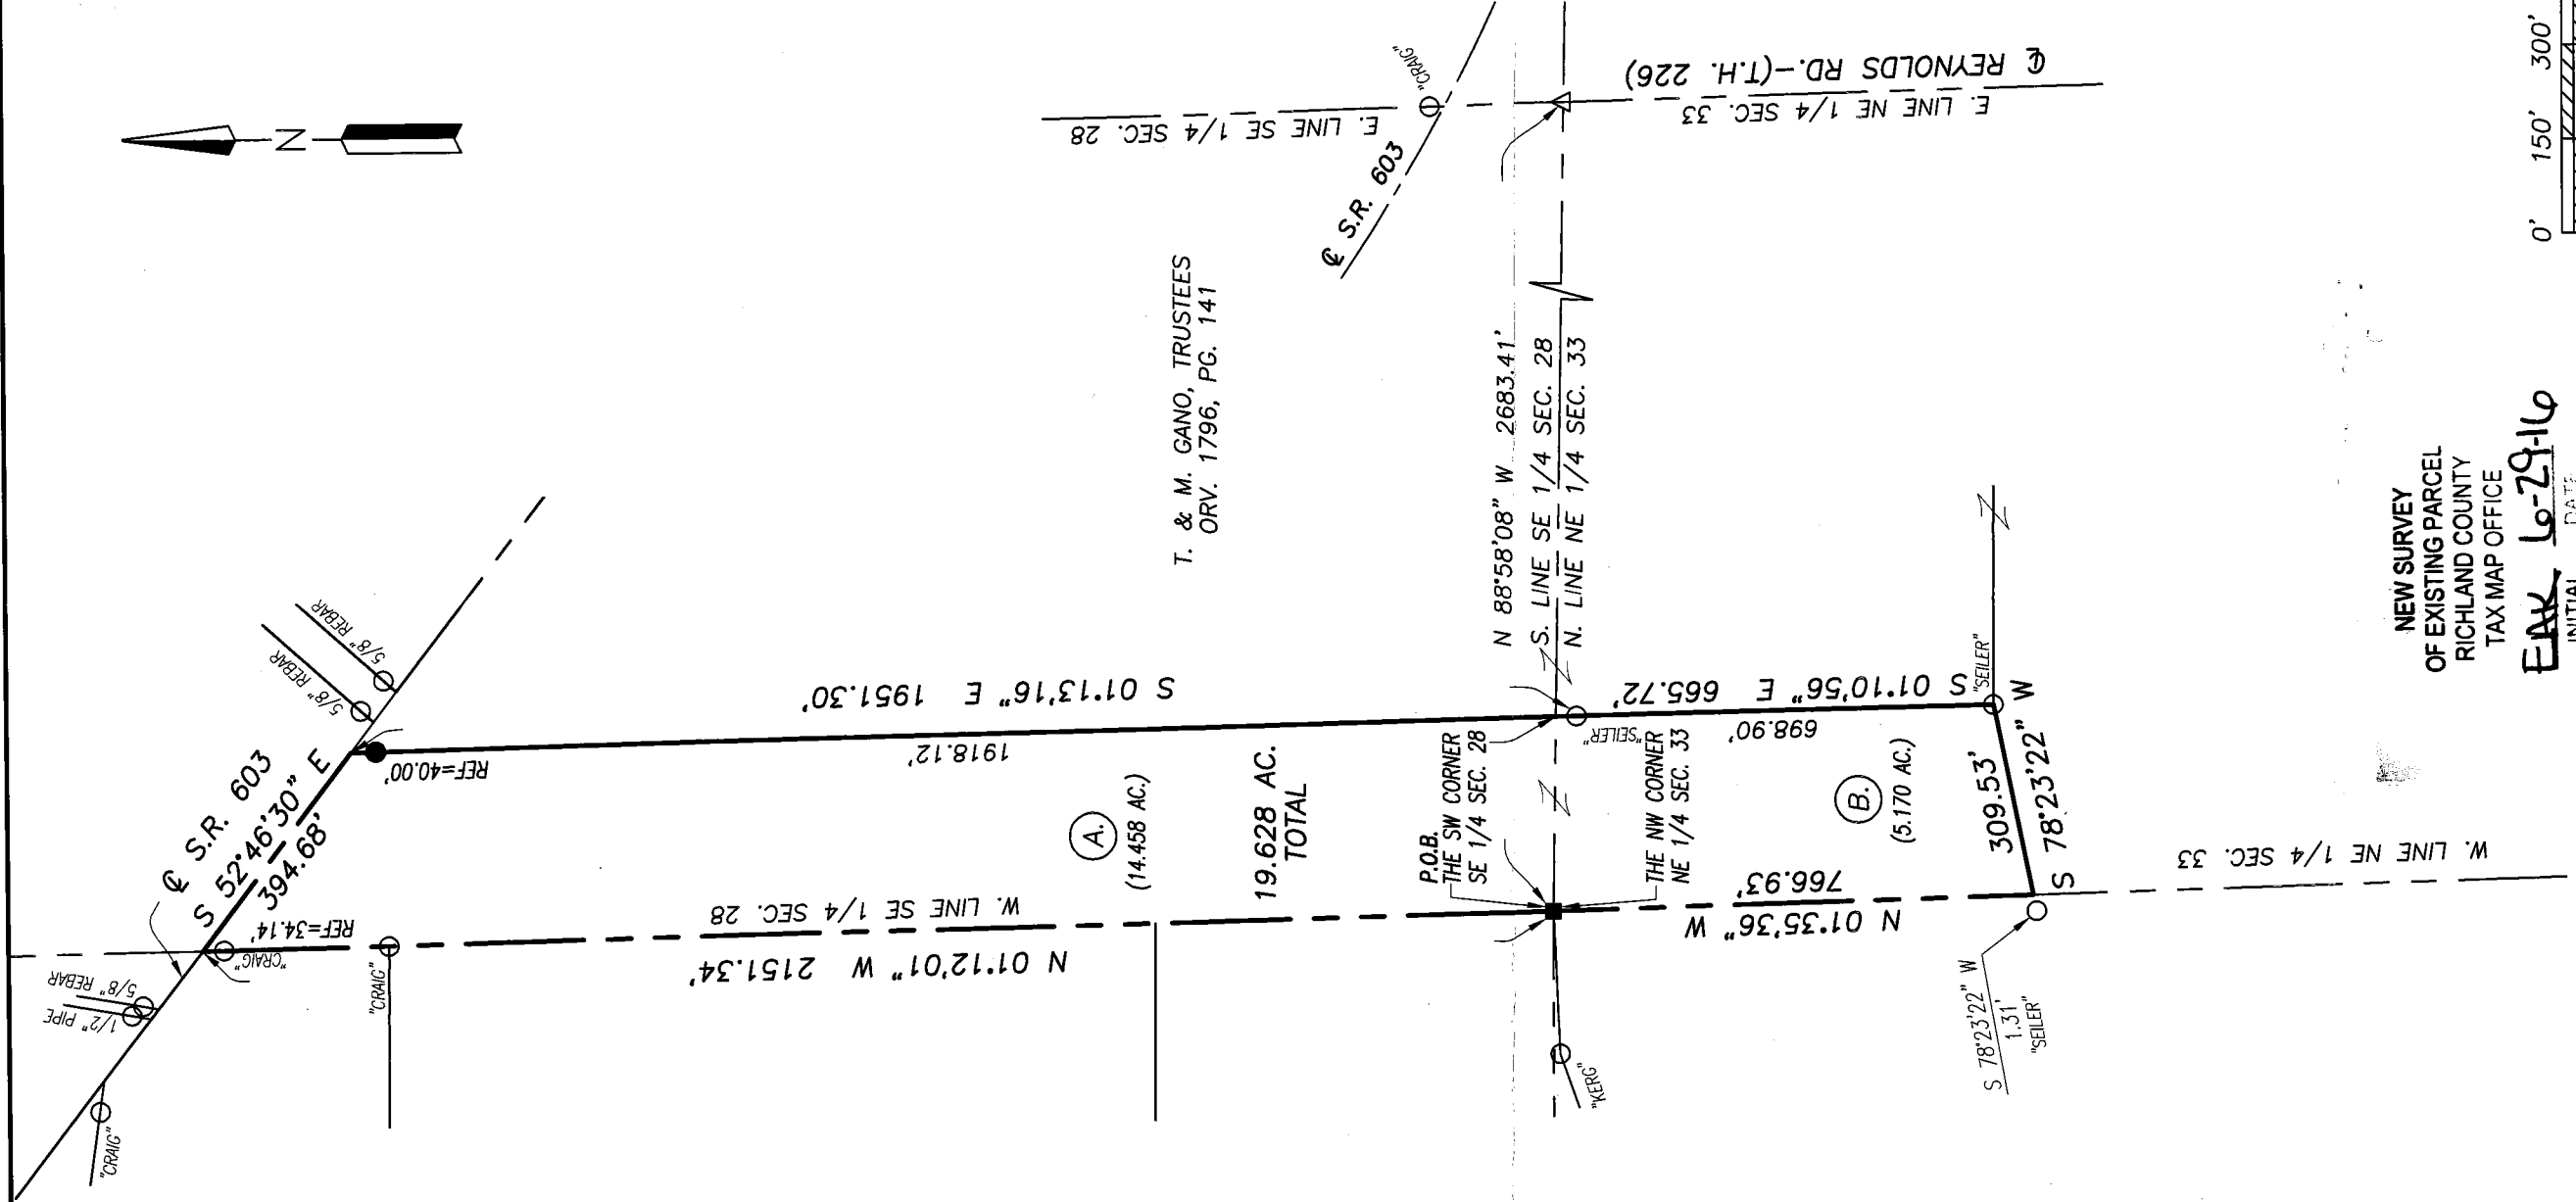 N
℄ S.R. 603
S 52°46'30" E
394.68'
5/8" REBAR
5/8" REBAR
1/2" PIPE
5/8" REBAR
"CRAIG"
REF=34.14'
"CRAIG"
"CRAIG"
REF=40.00'
N 01°12'01" W 2151.34'
W. LINE SE 1/4 SEC. 28
S 01°13'16" E 1951.30'
1918.12'
A.
(14.458 AC.)
19.628 AC.
TOTAL
T. & M. GANO, TRUSTEES
ORV. 1796, PG. 141
E. LINE SE 1/4 SEC. 28
℄ S.R. 603
"CRAIG"
N 88°58'08" W 2683.41'
S. LINE SE 1/4 SEC. 28
N. LINE NE 1/4 SEC. 33
P.O.B.
THE SW CORNER
SE 1/4 SEC. 28
THE NW CORNER
NE 1/4 SEC. 33
"SEILER"
"KERG"
E. LINE NE 1/4 SEC. 33
℄ REYNOLDS RD.-(T.H. 226)
S 01°10'56" E 665.72'
698.90'
N 01°35'36" W
766.93'
B.
(5.170 AC.)
"SEILER"
309.53'
S 78°23'22" W
S 78°23'22" W
1.31'
"SEILER"
W. LINE NE 1/4 SEC. 33
NEW SURVEY
OF EXISTING PARCEL
RICHLAND COUNTY
TAX MAP OFFICE
EAK 6-29-16
INITIAL DATE
0' 150' 300'